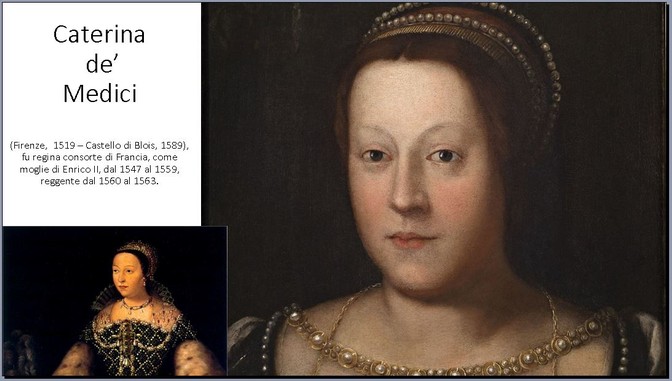 Caterina
de’
Medici
(Firenze, 1519 – Castello di Blois, 1589),
fu regina consorte di Francia, come
moglie di Enrico II, dal 1547 al 1559,
reggente dal 1560 al 1563.